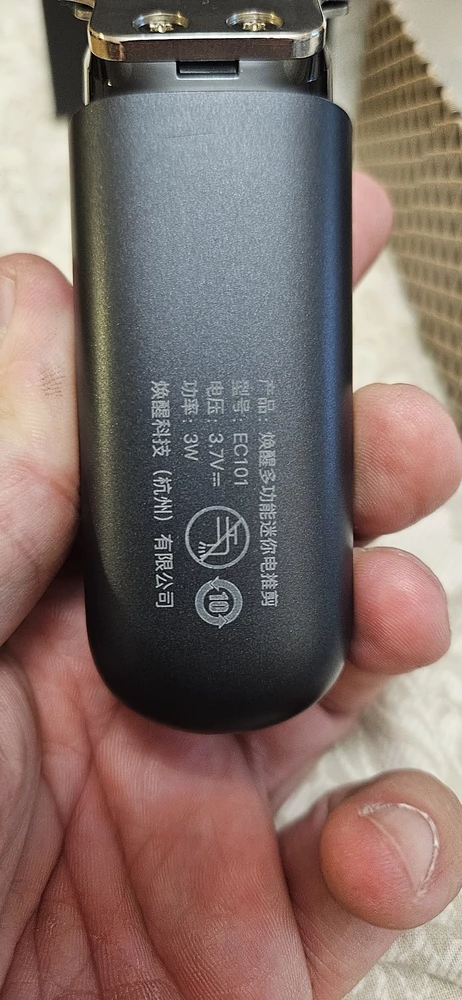 产品：焕醒多功能迷你电推剪
型号：EC101
电压：3.7V⎓
功率：3W
焕醒科技（杭州）有限公司
10